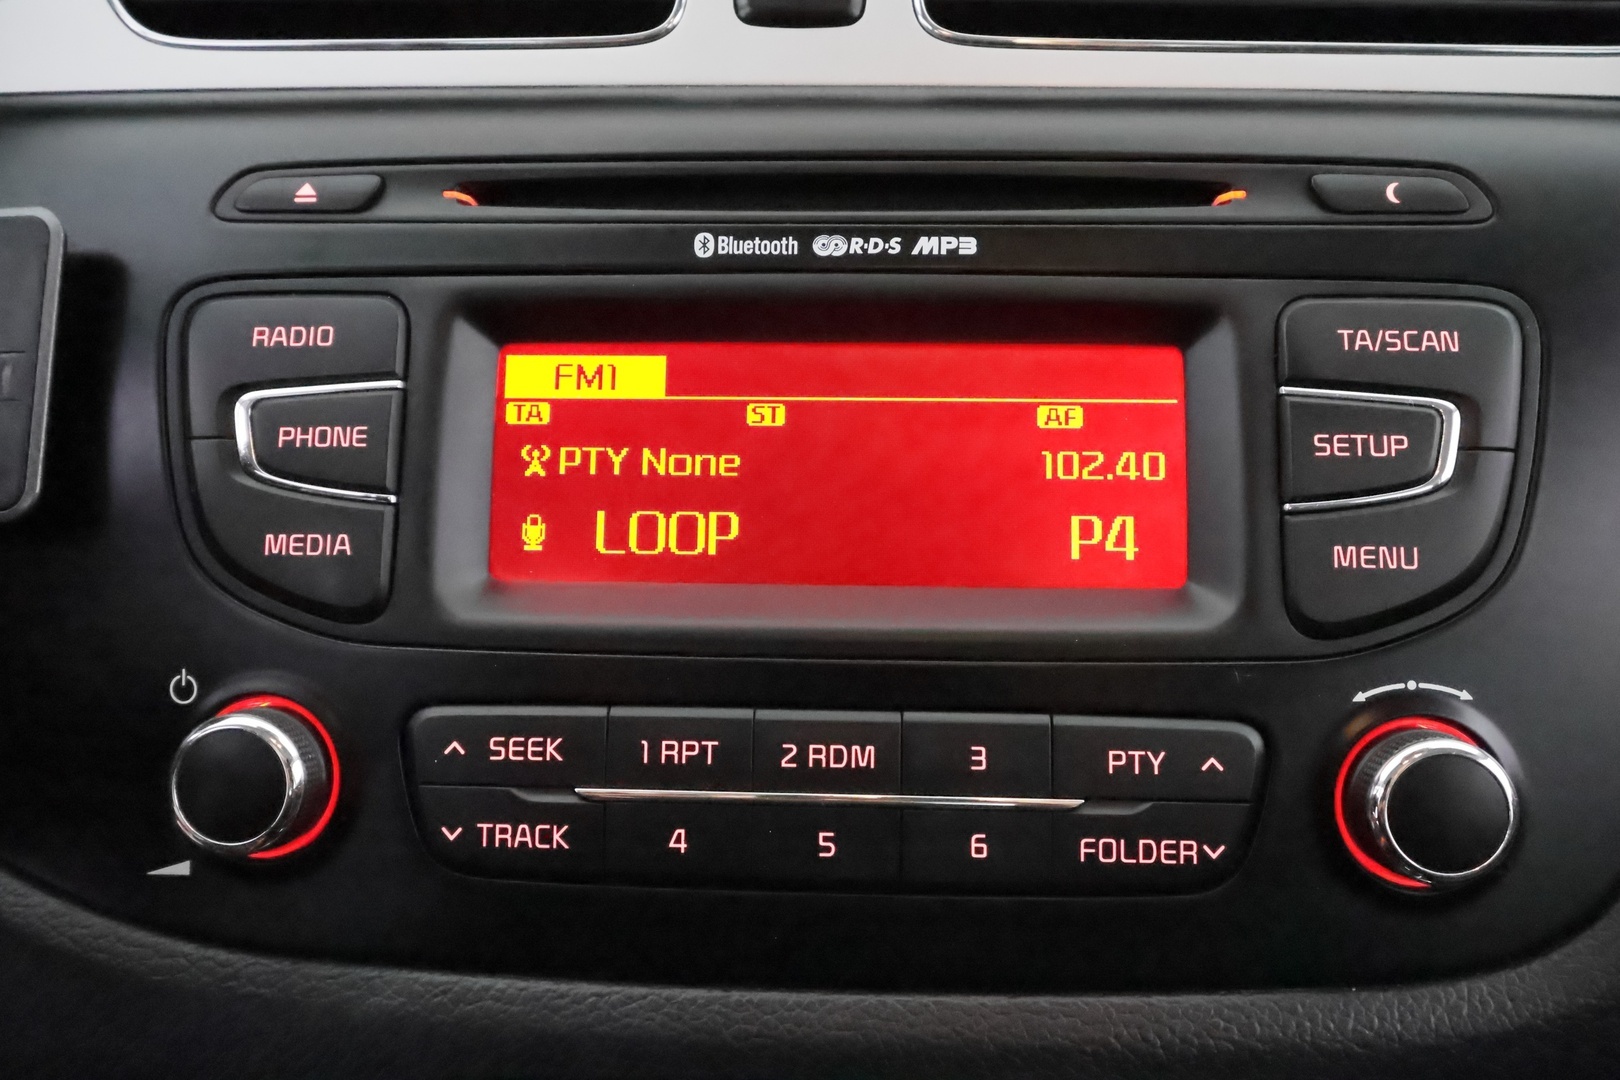 Bluetooth R·D·S MP3
RADIO
PHONE
MEDIA
FM1
TA ST AF
PTY None 102.40
LOOP P4
TA/SCAN
SETUP
MENU
SEEK 1 RPT 2 RDM 3 PTY
TRACK 4 5 6 FOLDER